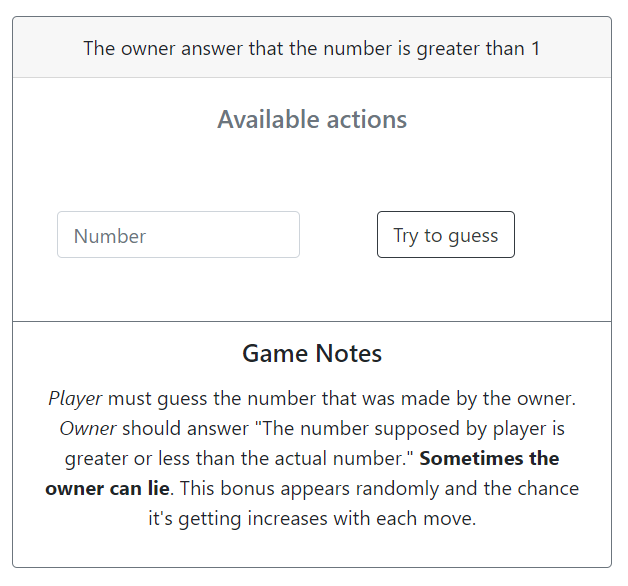 The owner answer that the number is greater than 1
Available actions
Number
Try to guess
Game Notes
Player must guess the number that was made by the owner.
Owner should answer "The number supposed by player is
greater or less than the actual number." Sometimes the
owner can lie. This bonus appears randomly and the chance
it's getting increases with each move.